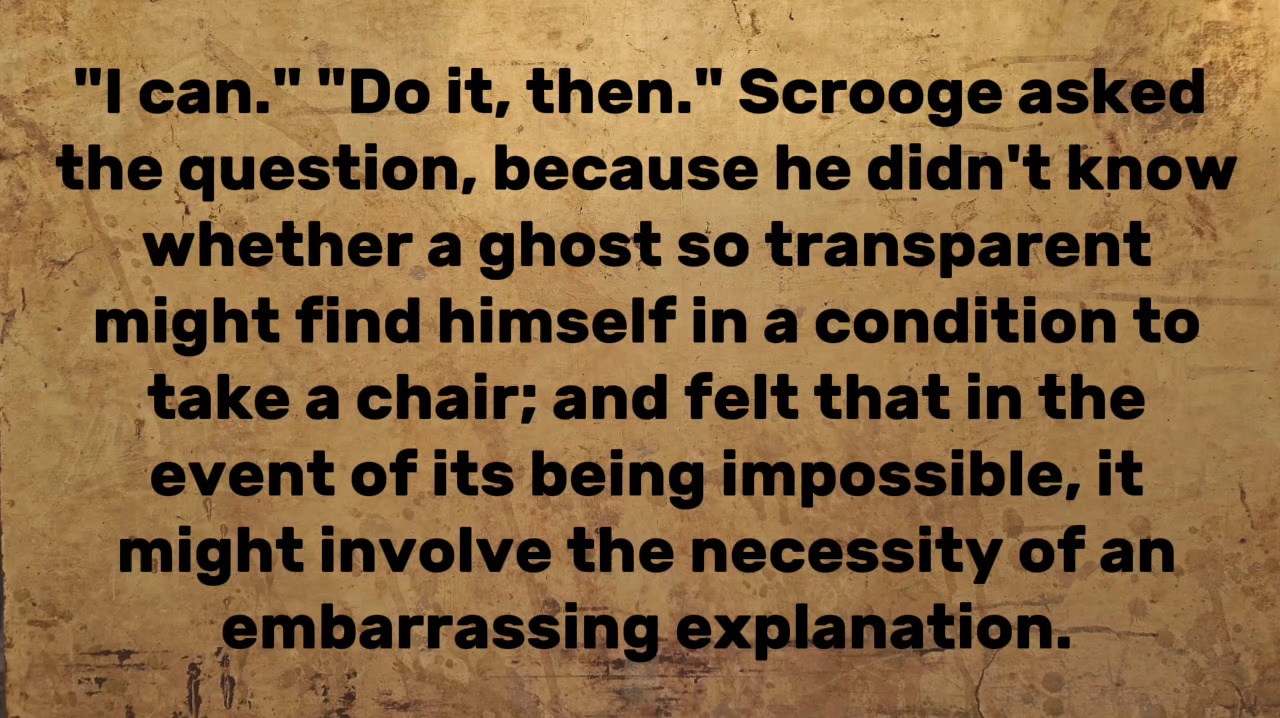 "I can." "Do it, then." Scrooge asked
the question, because he didn't know
whether a ghost so transparent
might find himself in a condition to
take a chair; and felt that in the
event of its being impossible, it
might involve the necessity of an
embarrassing explanation.